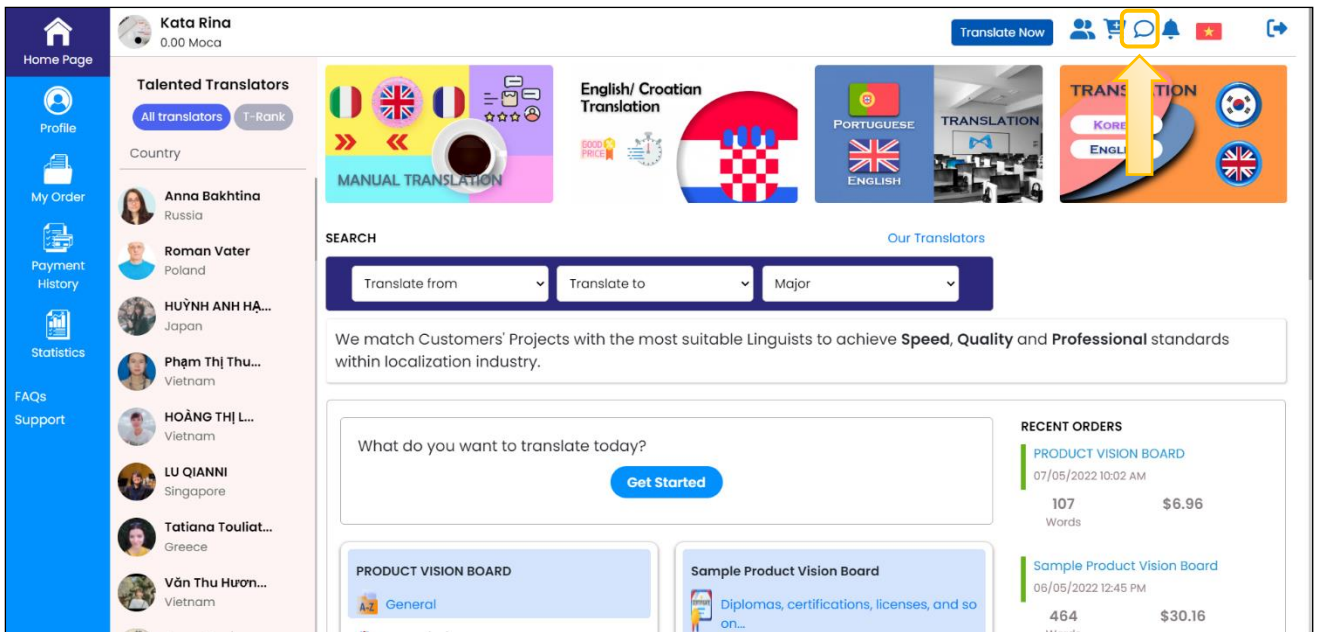 Kata Rina
0.00 Moca
Translate Now
Home Page
Profile
My Order
Payment
History
Statistics
FAQs
Support
Talented Translators
All translators
T-Rank
Country
Anna Bakhtina
Russia
Roman Vater
Poland
HUỲNH ANH HẠ...
Japan
Phạm Thị Thu...
Vietnam
HOÀNG THỊ L...
Vietnam
LU QIANNI
Singapore
Tatiana Touliat...
Greece
Văn Thu Hươn...
Vietnam
MANUAL TRANSLATION
English/ Croatian
Translation
GOOD
PRICE
PORTUGUESE
ENGLISH
TRANSLATION
SEARCH
Our Translators
Translate from
Translate to
Major
We match Customers' Projects with the most suitable Linguists to achieve Speed, Quality and Professional standards
within localization industry.
What do you want to translate today?
Get Started
PRODUCT VISION BOARD
A-Z
General
Sample Product Vision Board
Diplomas, certifications, licenses, and so
on...
RECENT ORDERS
PRODUCT VISION BOARD
07/05/2022 10:02 AM
107
$6.96
Words
Sample Product Vision Board
06/05/2022 12:45 PM
464
$30.16